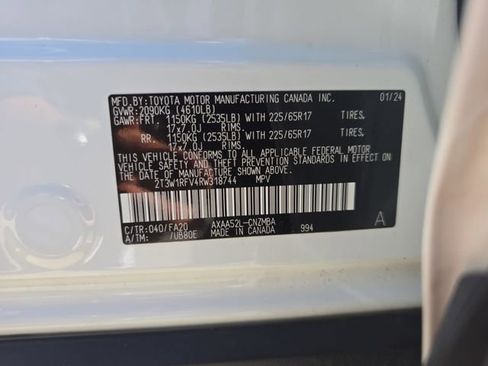 MFD.BY:TOYOTA MOTOR MANUFACTURING CANADA INC. 01/24
GVWR:2090KG (4610LB)
GAWR:FRT. 1150KG (2535LB) WITH 225/65R17 TIRES,
17x7.0J RIMS
RR. 1150KG (2535LB) WITH 225/65R17 TIRES,
17x7.0J RIMS
THIS VEHICLE CONFORMS TO ALL APPLICABLE FEDERAL MOTOR
VEHICLE SAFETY AND THEFT PREVENTION STANDARDS IN EFFECT
ON THE DATE OF MANUFACTURE SHOWN ABOVE.
2T3W1RFV4RW318744 MPV
C/TR:040/FA20 AXAA52L-CNZMBA A
A/TM: /UB80E MADE IN CANADA 994